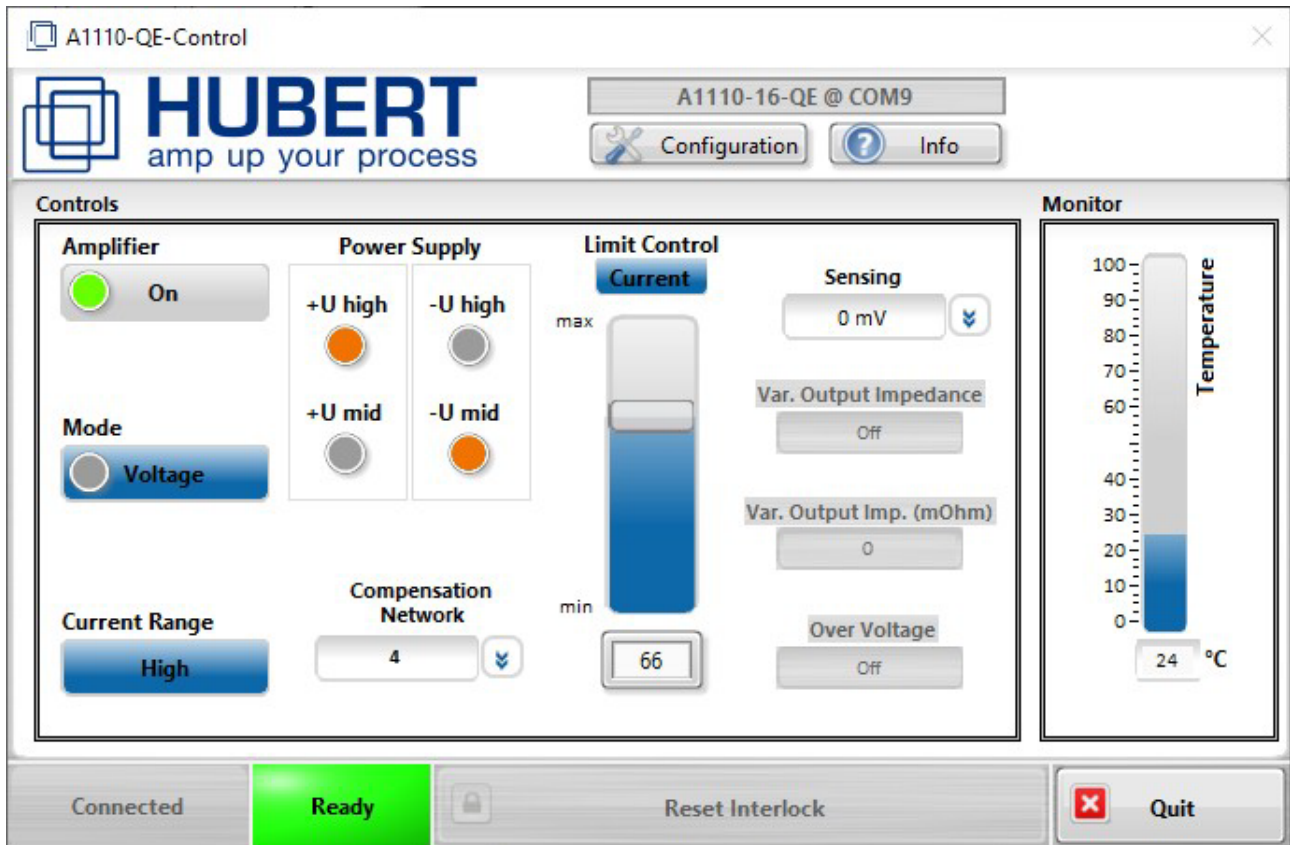 A1110-QE-Control
HUBERT
amp up your process
A1110-16-QE @ COM9
Configuration
Info
Controls
Monitor
Amplifier
On
Power Supply
+U high
-U high
+U mid
-U mid
Limit Control
Current
max
min
66
Sensing
0 mV
Var. Output Impedance
Off
Var. Output Imp. (mOhm)
0
Over Voltage
Off
Mode
Voltage
Current Range
High
Compensation
Network
4
100
90
80
70
60
40
30
20
10
0
Temperature
24 °C
Connected
Ready
Reset Interlock
Quit